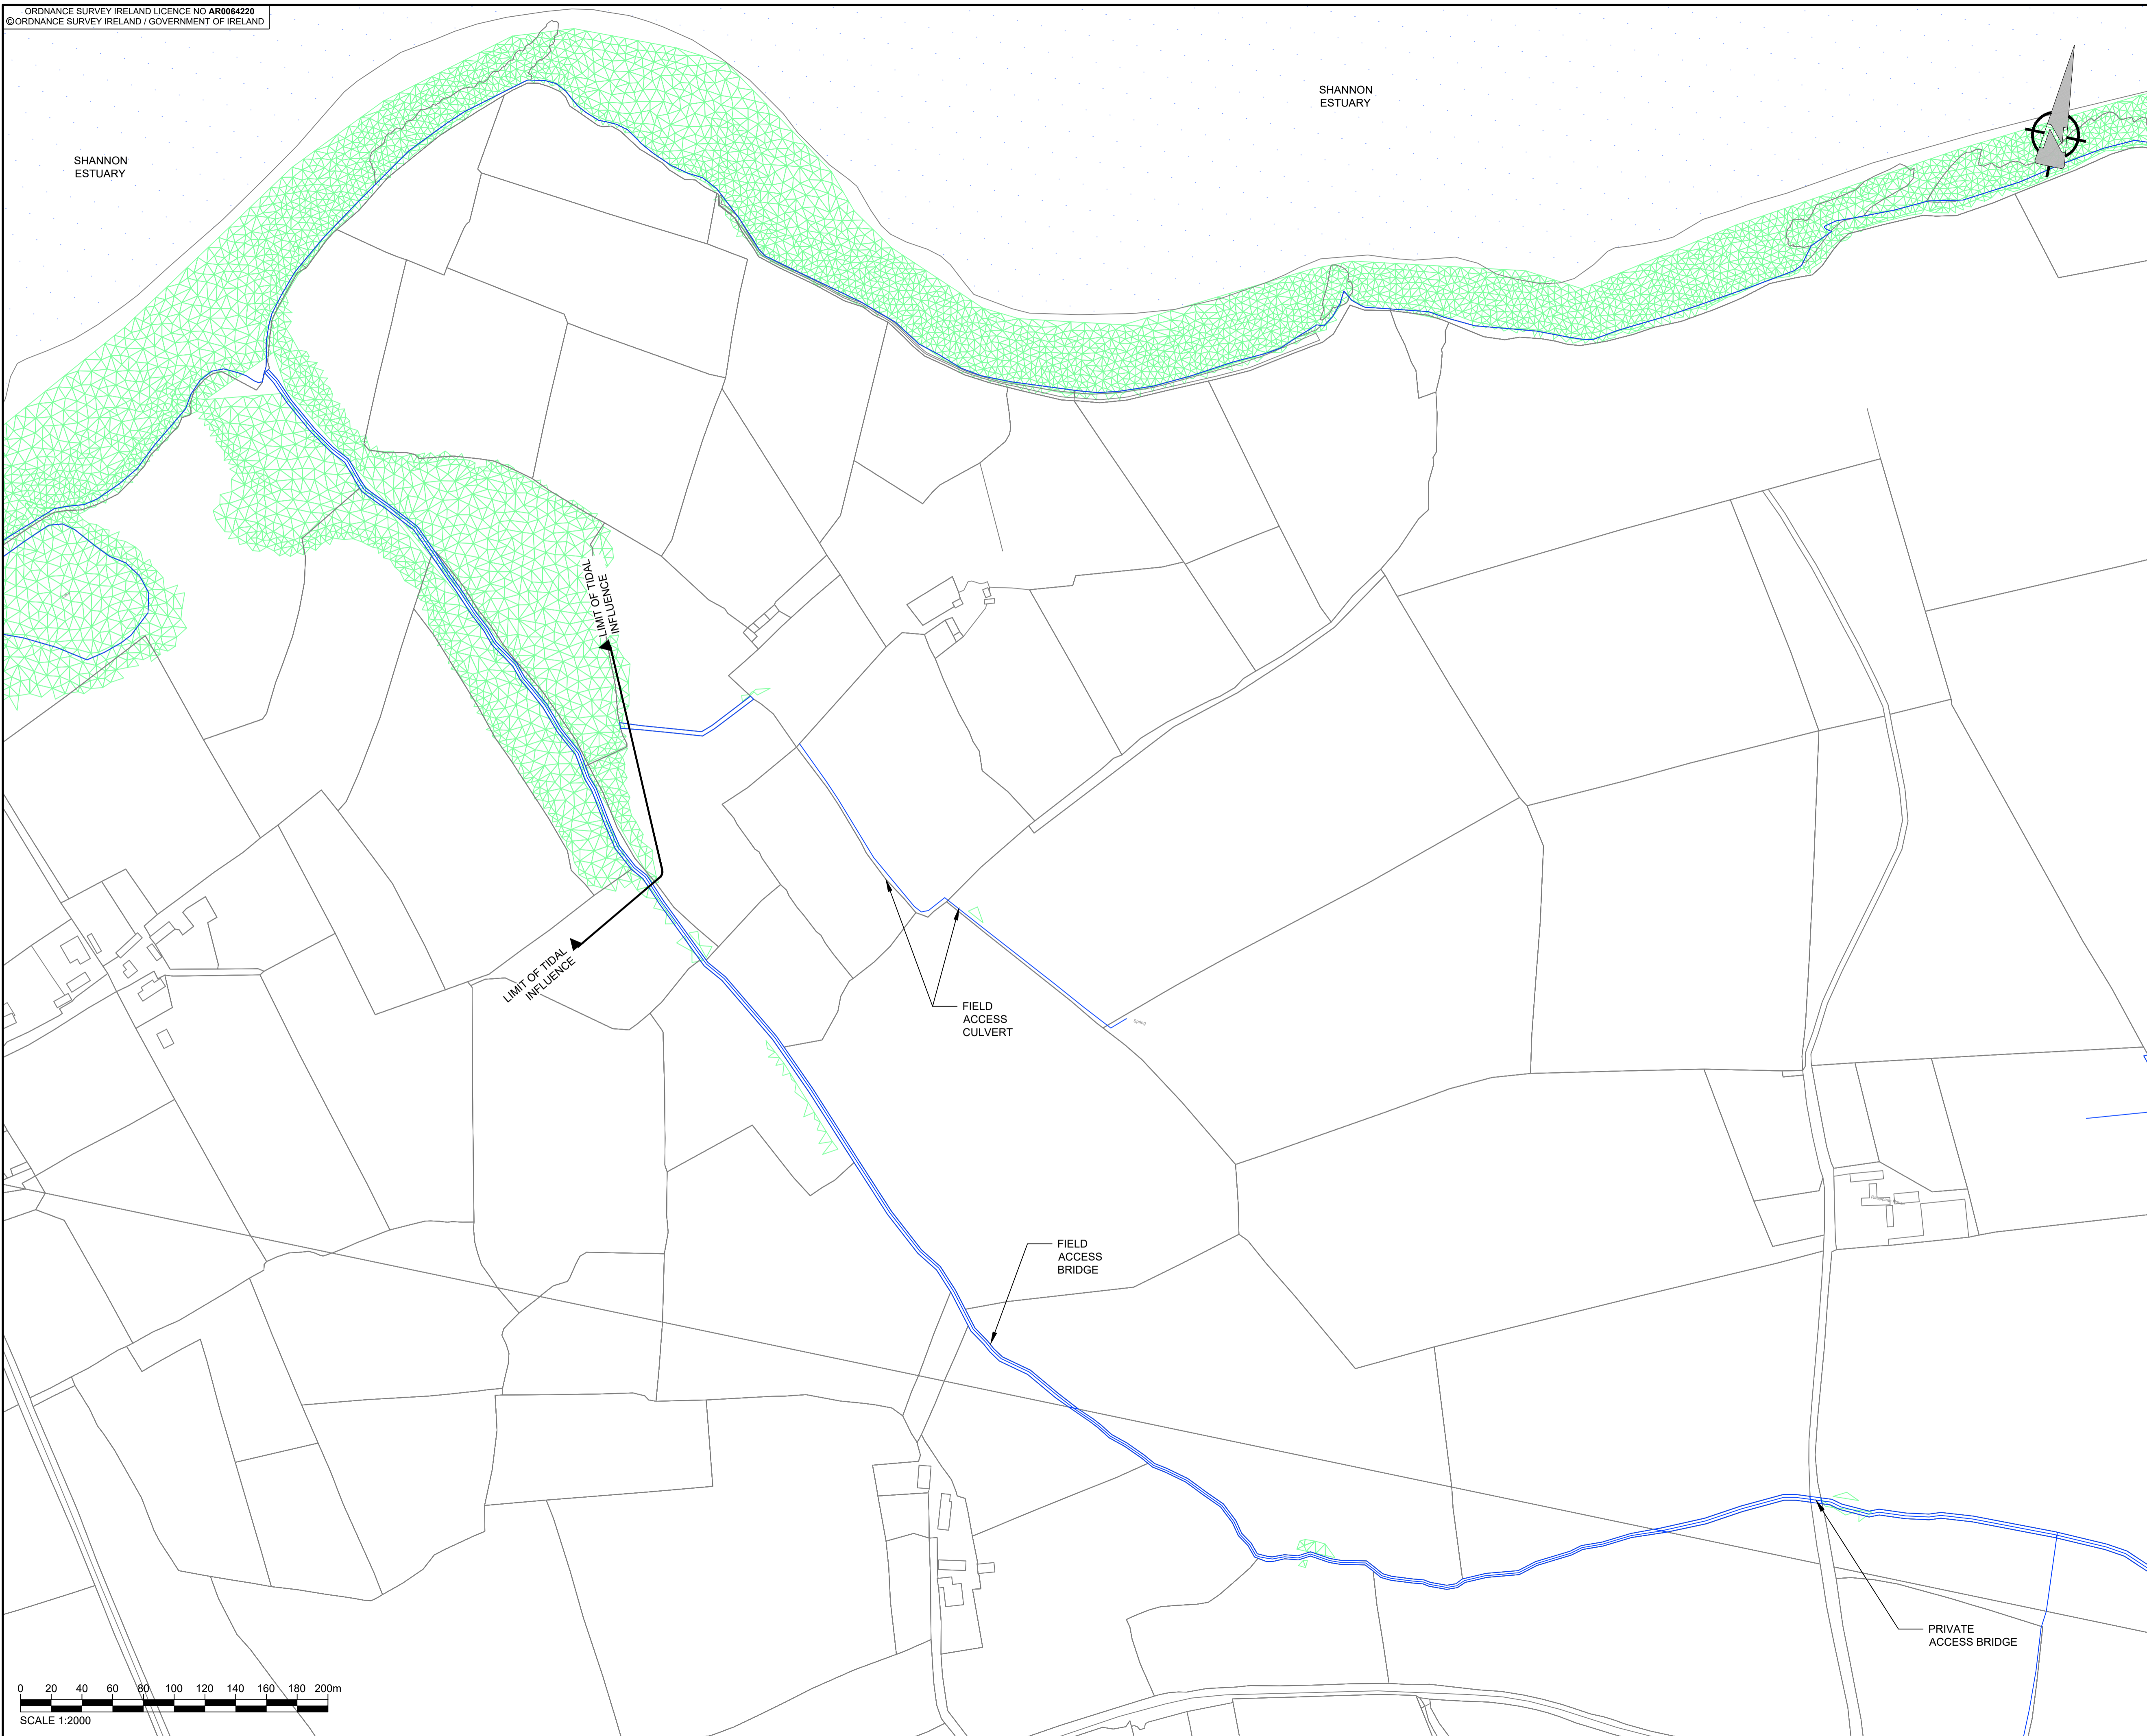 ORDNANCE SURVEY IRELAND LICENCE NO AR0064220
©ORDNANCE SURVEY IRELAND / GOVERNMENT OF IRELAND
SHANNON
ESTUARY
SHANNON
ESTUARY
LIMIT OF TIDAL
INFLUENCE
LIMIT OF TIDAL
INFLUENCE
FIELD
ACCESS
CULVERT
Spring
FIELD
ACCESS
BRIDGE
PRIVATE
ACCESS BRIDGE
0 20 40 60 80 100 120 140 160 180 200m
SCALE 1:2000